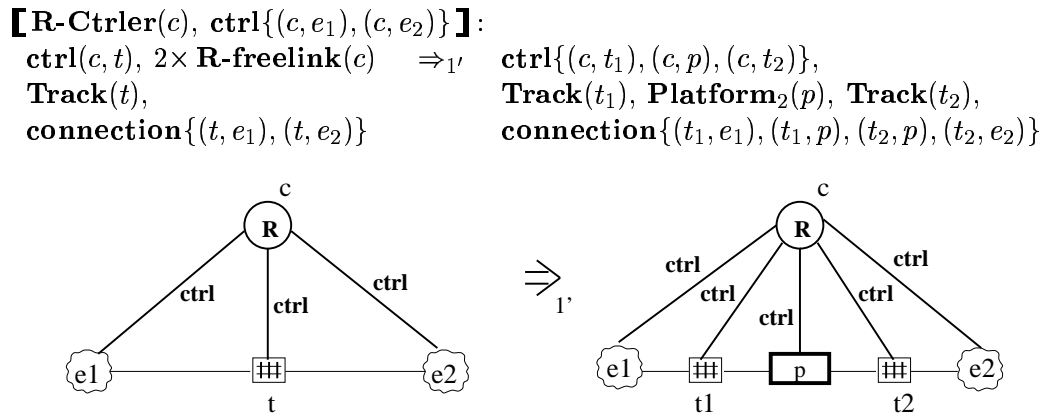 [ R-Ctrler(c), ctrl{(c, e₁), (c, e₂)} ] :
ctrl(c, t), 2× R-freelink(c) ⇒₁′ ctrl{(c, t₁), (c, p), (c, t₂)},
Track(t), Track(t₁), Platform₂(p), Track(t₂),
connection{(t, e₁), (t, e₂)} connection{(t₁, e₁), (t₁, p), (t₂, p), (t₂, e₂)}
c c
R R
ctrl ctrl ctrl ⇒₁, ctrl ctrl ctrl ctrl ctrl
e1 e2 e1 p e2
t t1 t2